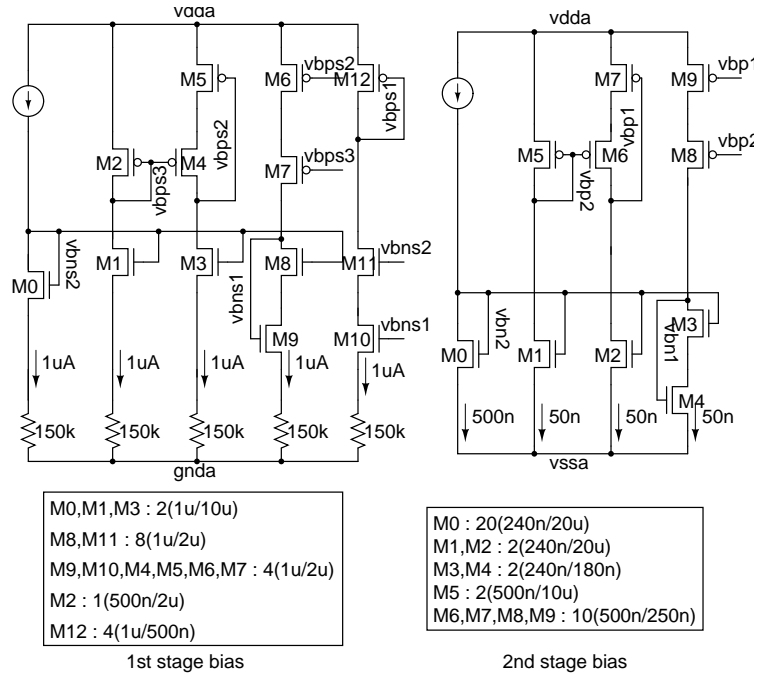 vdda
M5
M6
vbps2
M12
vbps1
M2
vbps3
M4
vbps2
M7
vbps3
M0
vbns2
M1
M3
vbns1
M8
M11
vbns2
M9
M10
vbns1
1uA
1uA
1uA
1uA
1uA
150k
150k
150k
150k
150k
gnda
M0,M1,M3 : 2(1u/10u)
M8,M11 : 8(1u/2u)
M9,M10,M4,M5,M6,M7 : 4(1u/2u)
M2 : 1(500n/2u)
M12 : 4(1u/500n)
1st stage bias
vdda
M7
vbp1
M9
vbp1
M5
vbp2
M6
M8
vbp2
M0
vbn2
M1
M2
vbn1
M3
M4
500n
50n
50n
50n
vssa
M0 : 20(240n/20u)
M1,M2 : 2(240n/20u)
M3,M4 : 2(240n/180n)
M5 : 2(500n/10u)
M6,M7,M8,M9 : 10(500n/250n)
2nd stage bias